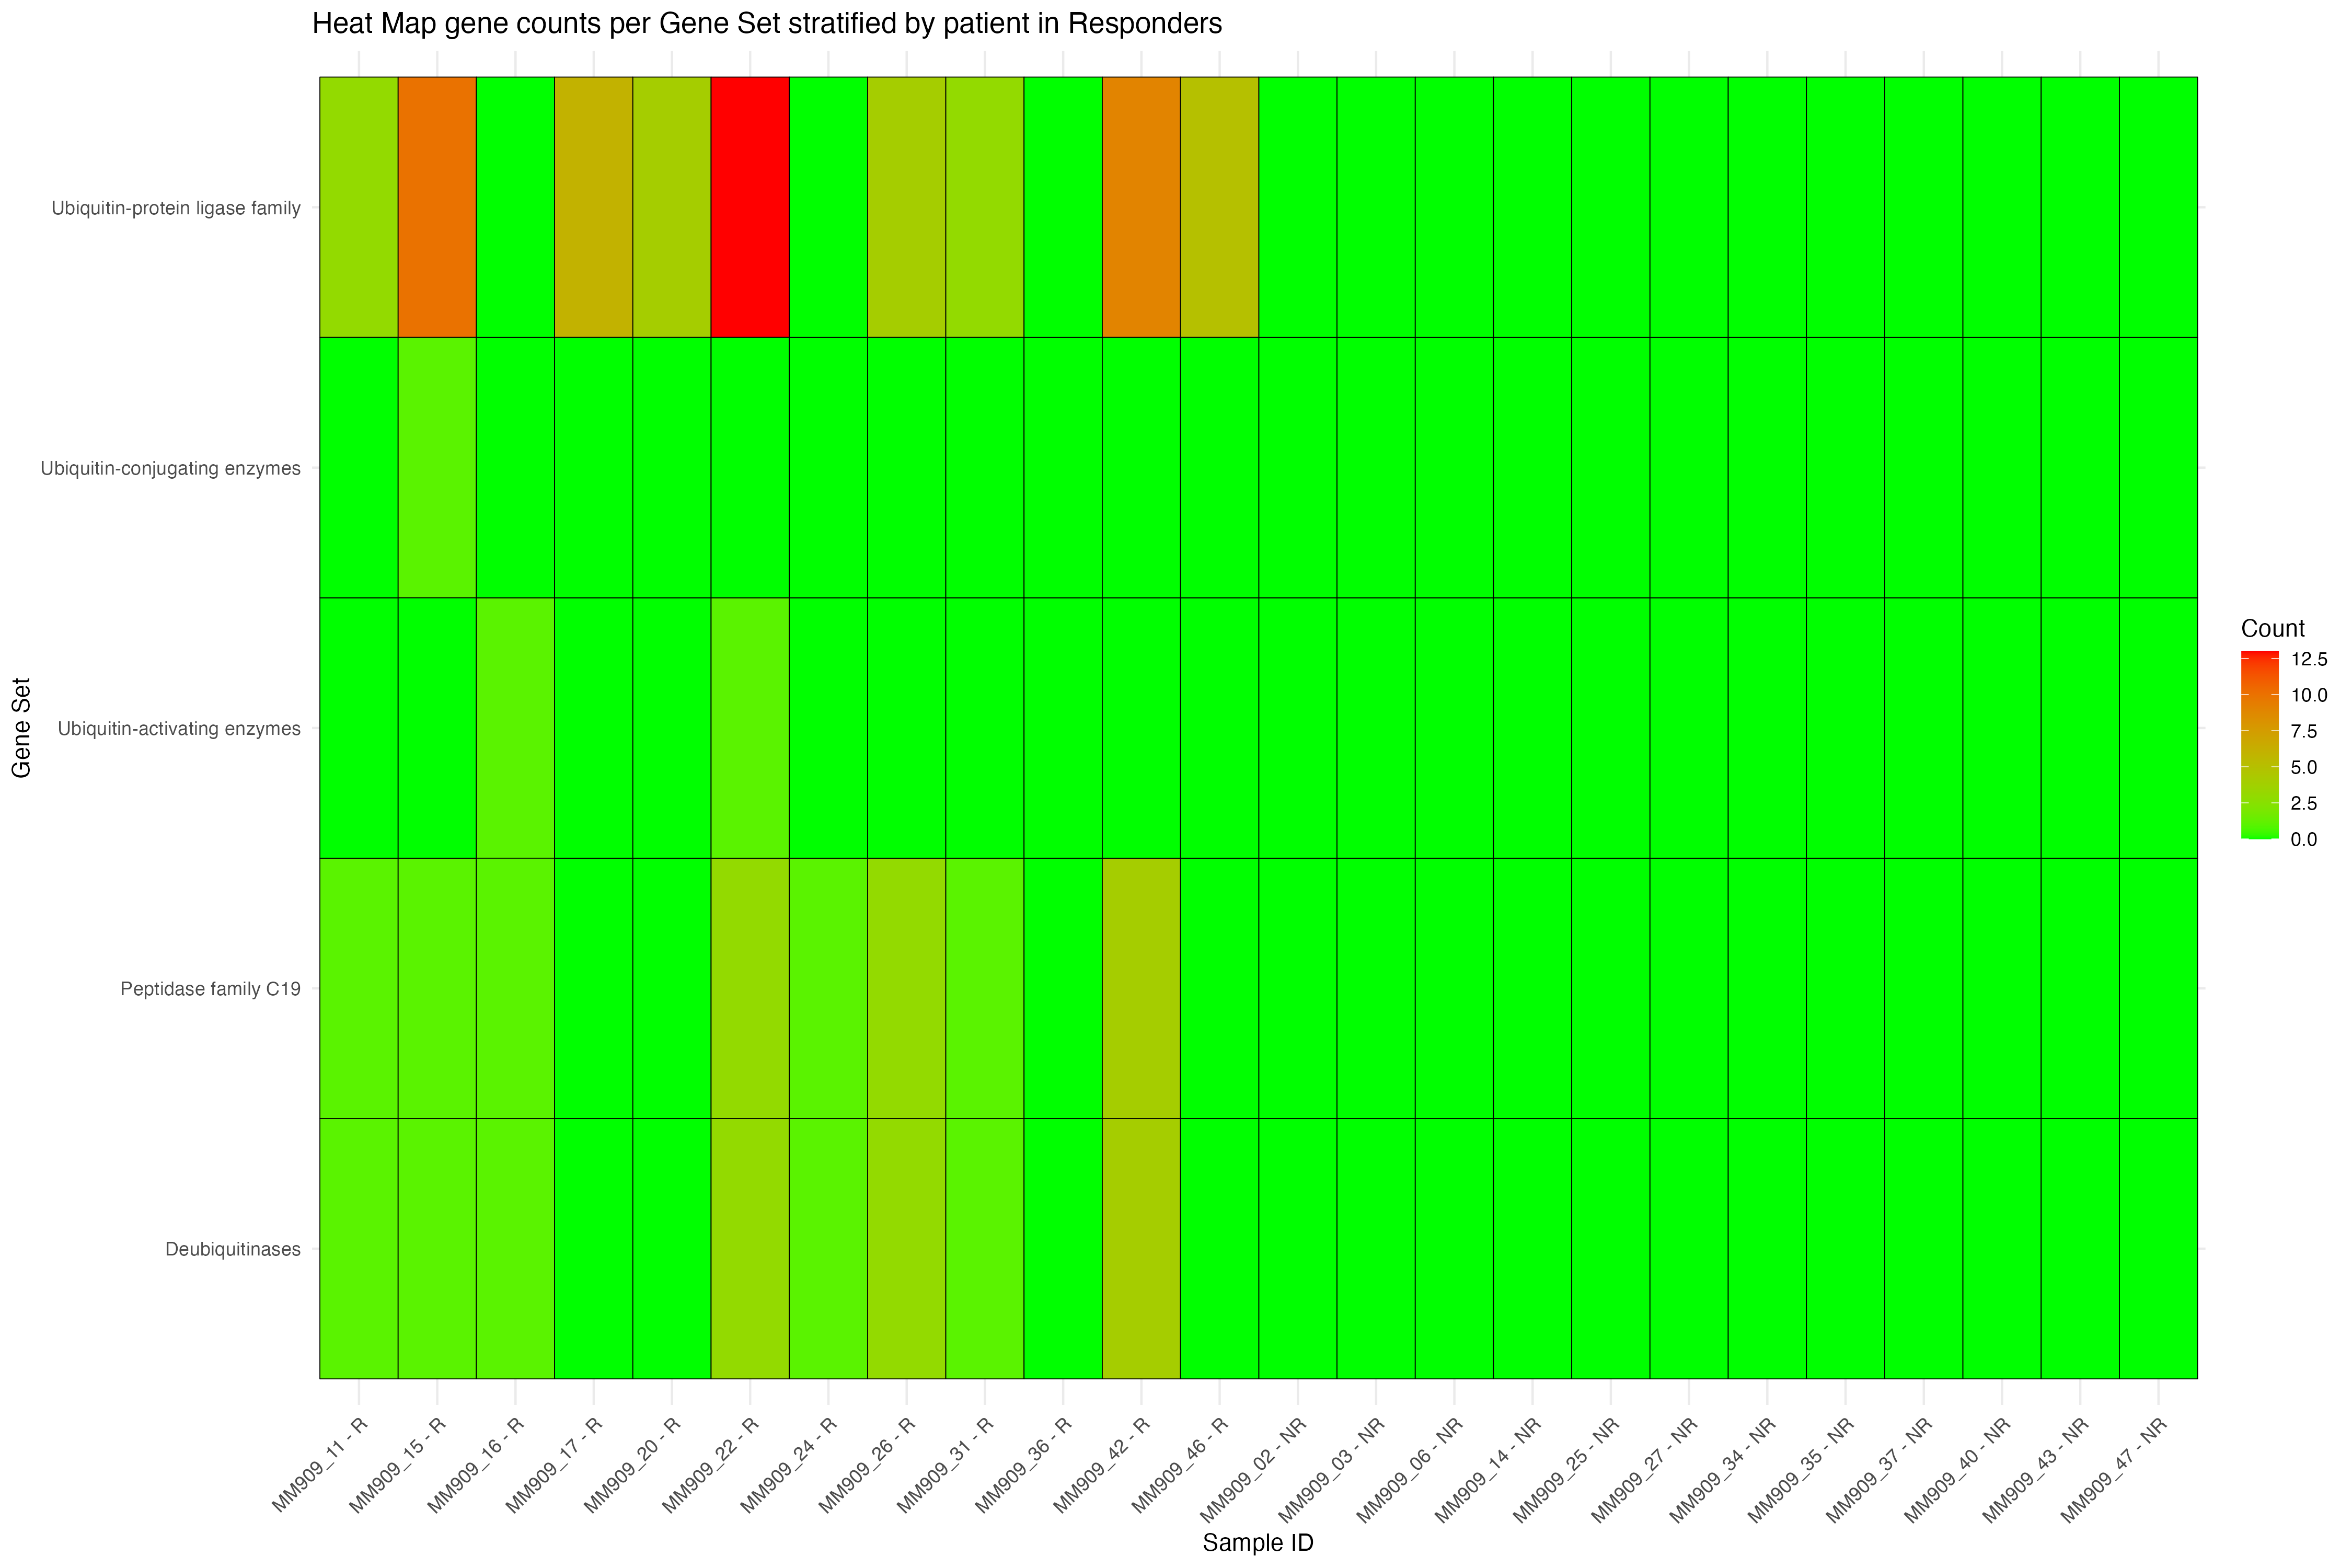 Heat Map gene counts per Gene Set stratified by patient in Responders
Gene Set
Ubiquitin-protein ligase family
Ubiquitin-conjugating enzymes
Ubiquitin-activating enzymes
Peptidase family C19
Deubiquitinases
MM909_11 - R
MM909_15 - R
MM909_16 - R
MM909_17 - R
MM909_20 - R
MM909_22 - R
MM909_24 - R
MM909_26 - R
MM909_31 - R
MM909_36 - R
MM909_42 - R
MM909_46 - R
MM909_02 - NR
MM909_03 - NR
MM909_06 - NR
MM909_14 - NR
MM909_25 - NR
MM909_27 - NR
MM909_34 - NR
MM909_35 - NR
MM909_37 - NR
MM909_40 - NR
MM909_43 - NR
MM909_47 - NR
Sample ID
Count
12.5
10.0
7.5
5.0
2.5
0.0